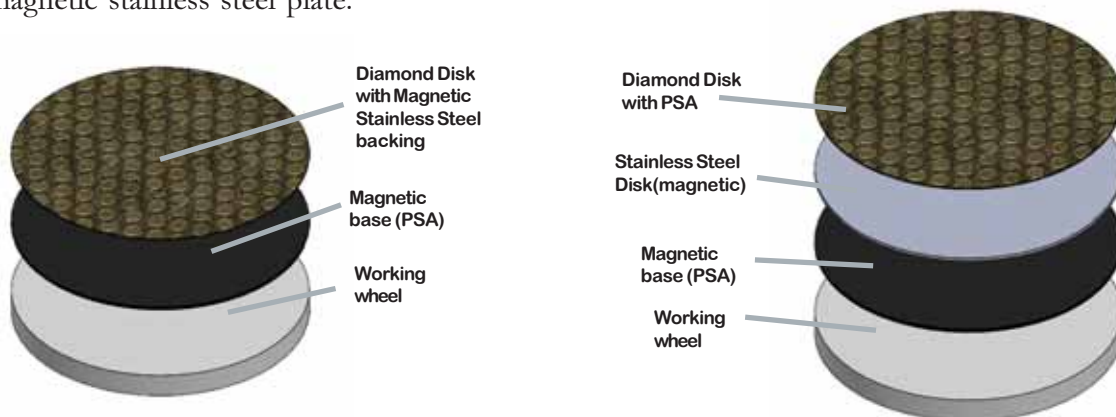 magnetic stainless steel plate.
Diamond Disk
with Magnetic
Stainless Steel
backing
Magnetic
base (PSA)
Working
wheel
Diamond Disk
with PSA
Stainless Steel
Disk(magnetic)
Magnetic
base (PSA)
Working
wheel